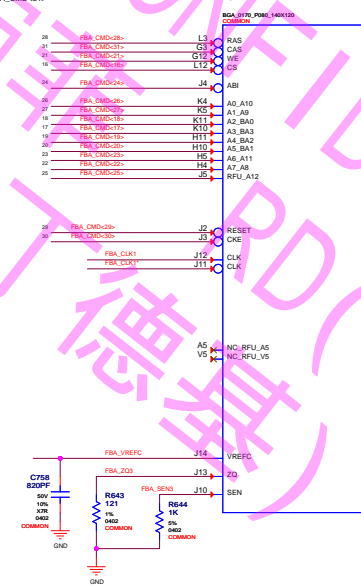 BGA_0170_P080_140X120
COMMON
28 FBA_CMD<28> L3 RAS
31 FBA_CMD<31> G3 CAS
21 FBA_CMD<21> G12 WE
16 FBA_CMD<16> L12 CS
24 FBA_CMD<24> J4 ABI
26 FBA_CMD<26> K4 A0_A10
27 FBA_CMD<27> K5 A1_A9
18 FBA_CMD<18> K11 A2_BA0
17 FBA_CMD<17> K10 A3_BA3
19 FBA_CMD<19> H11 A4_BA2
20 FBA_CMD<20> H10 A5_BA1
23 FBA_CMD<23> H5 A6_A11
22 FBA_CMD<22> H4 A7_A8
25 FBA_CMD<25> J5 RFU_A12
29 FBA_CMD<29> J2 RESET
30 FBA_CMD<30> J3 CKE
FBA_CLK1 J12 CLK
FBA_CLK1* J11 CLK
A5 NC_RFU_A5
V5 NC_RFU_V5
FBA_VREFC J14 VREFC
FBA_ZQ3 J13 ZQ
FBA_SEN3 J10 SEN
C758
820PF
50V
10%
X7R
0402
COMMON
GND
R643
121
1%
0402
COMMON
GND
R644
1K
5%
0402
COMMON
丁德基)
RD(